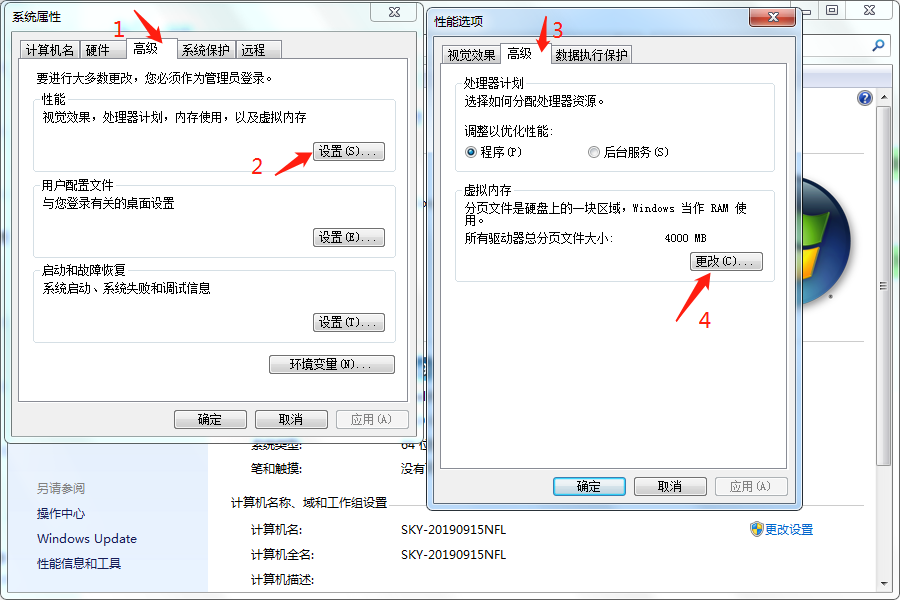 系统属性
1
计算机名 硬件 高级 系统保护 远程
要进行大多数更改，您必须作为管理员登录。
性能
视觉效果，处理器计划，内存使用，以及虚拟内存
2
设置(S)...
用户配置文件
与您登录有关的桌面设置
设置(E)...
启动和故障恢复
系统启动、系统失败和调试信息
设置(T)...
环境变量(N)...
确定 取消 应用(A)
性能选项
3
视觉效果 高级 数据执行保护
处理器计划
选择如何分配处理器资源。
调整以优化性能:
程序(P) 后台服务(S)
虚拟内存
分页文件是硬盘上的一块区域，Windows 当作 RAM 使
用。
所有驱动器总分页文件大小: 4000 MB
更改(C)...
4
确定 取消 应用(A)
系统类型: 64 位
笔和触摸: 没有
另请参阅
操作中心
Windows Update
性能信息和工具
计算机名称、域和工作组设置
计算机名: SKY-20190915NFL
更改设置
计算机全名: SKY-20190915NFL
计算机描述: